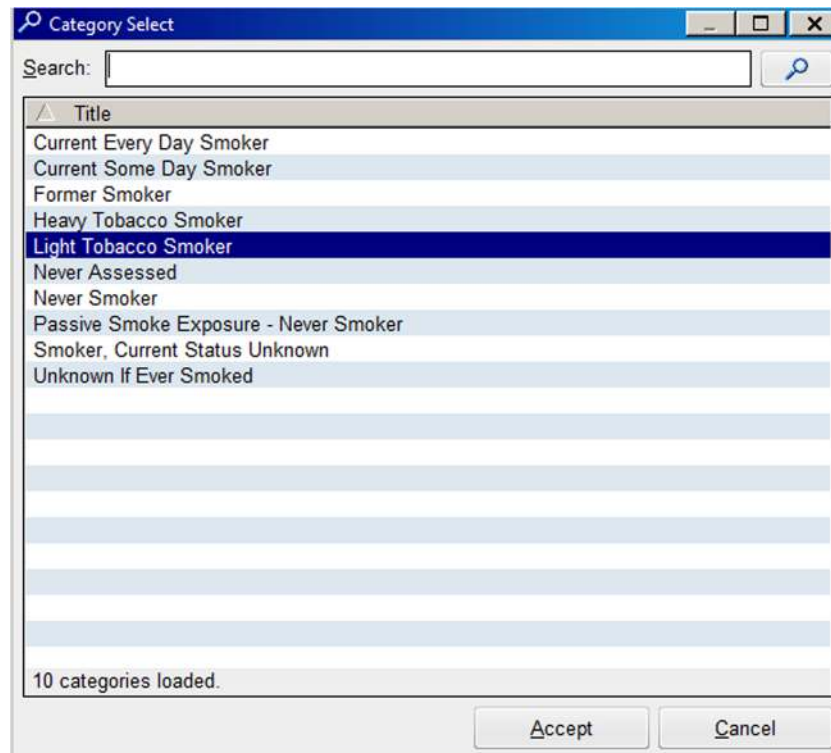 Category Select
Search:
Title
Current Every Day Smoker
Current Some Day Smoker
Former Smoker
Heavy Tobacco Smoker
Light Tobacco Smoker
Never Assessed
Never Smoker
Passive Smoke Exposure - Never Smoker
Smoker, Current Status Unknown
Unknown If Ever Smoked
10 categories loaded.
Accept Cancel